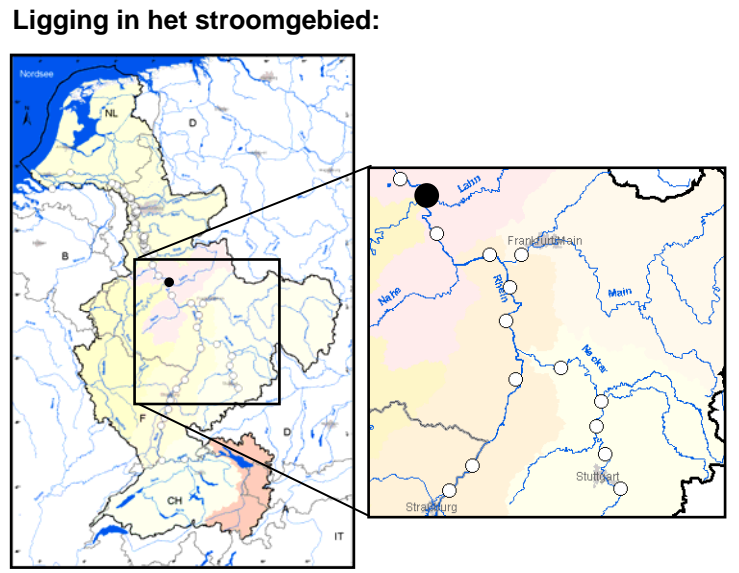 Ligging in het stroomgebied:
Nordsee
NL
D
B
F
D
CH
A
IT
Lahn
Frankfurt/Main
Rhein
Nahe
Main
Neckar
Stuttgart
Straßburg